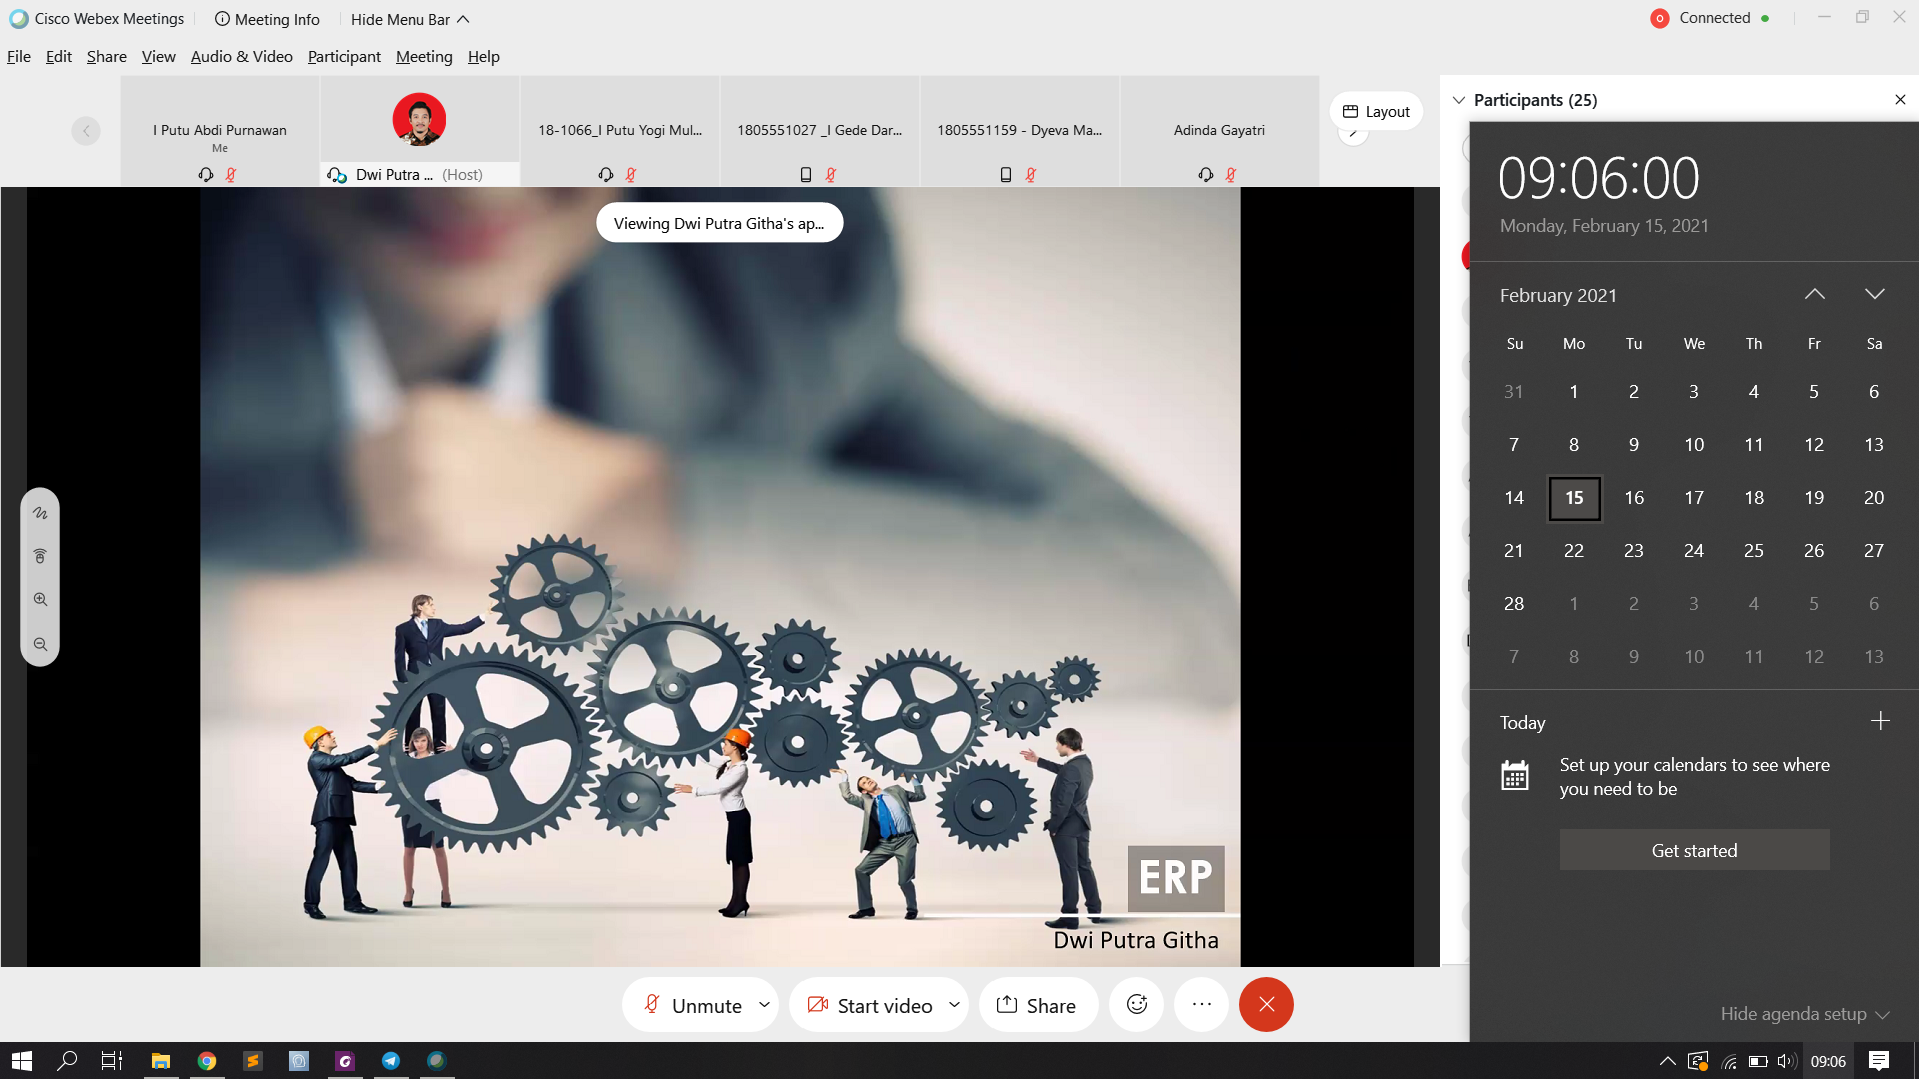 Cisco Webex Meetings
Meeting Info
Hide Menu Bar
Connected
File Edit Share View Audio & Video Participant Meeting Help
I Putu Abdi Purnawan
Me
Dwi Putra ... (Host)
18-1066_I Putu Yogi Mul...
1805551027 _I Gede Dar...
1805551159 - Dyeva Ma...
Adinda Gayatri
Layout
Participants (25)
Viewing Dwi Putra Githa's ap...
ERP
Dwi Putra Githa
Unmute
Start video
Share
09:06:00
Monday, February 15, 2021
February 2021
Su Mo Tu We Th Fr Sa
31 1 2 3 4 5 6
7 8 9 10 11 12 13
14 15 16 17 18 19 20
21 22 23 24 25 26 27
28 1 2 3 4 5 6
7 8 9 10 11 12 13
Today
Set up your calendars to see where
you need to be
Get started
Hide agenda setup
09:06